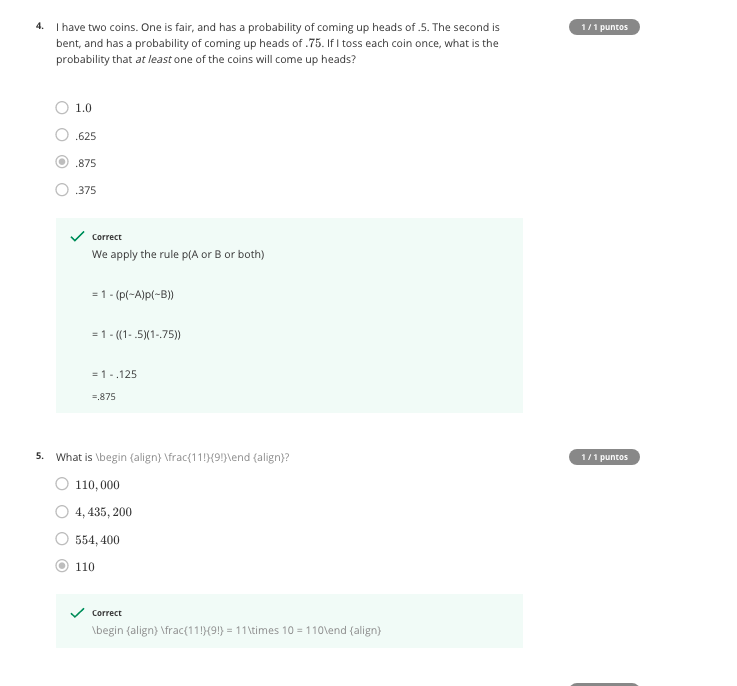 4. I have two coins. One is fair, and has a probability of coming up heads of .5. The second is
bent, and has a probability of coming up heads of .75. If I toss each coin once, what is the
probability that at least one of the coins will come up heads?
1 / 1 puntos
1.0
.625
.875
.375
Correct
We apply the rule p(A or B or both)
= 1 - (p(~A)p(~B))
= 1 - ((1- .5)(1-.75))
= 1 - .125
=.875
5. What is \begin {align} \frac{11!}{9!}\end {align}?
1 / 1 puntos
110,000
4,435,200
554,400
110
Correct
\begin {align} \frac{11!}{9!} = 11\times 10 = 110\end {align}